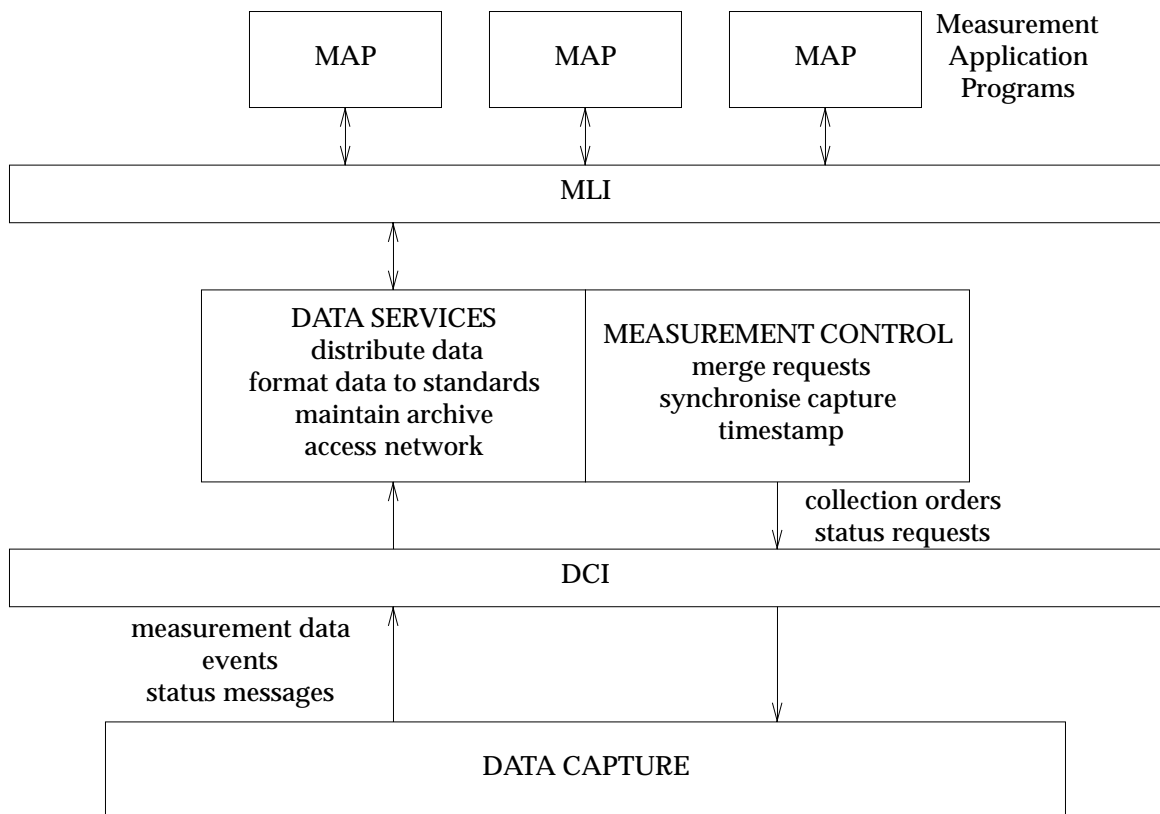 MAP
MAP
MAP
Measurement
Application
Programs
MLI
DATA SERVICES
distribute data
format data to standards
maintain archive
access network
MEASUREMENT CONTROL
merge requests
synchronise capture
timestamp
collection orders
status requests
DCI
measurement data
events
status messages
DATA CAPTURE